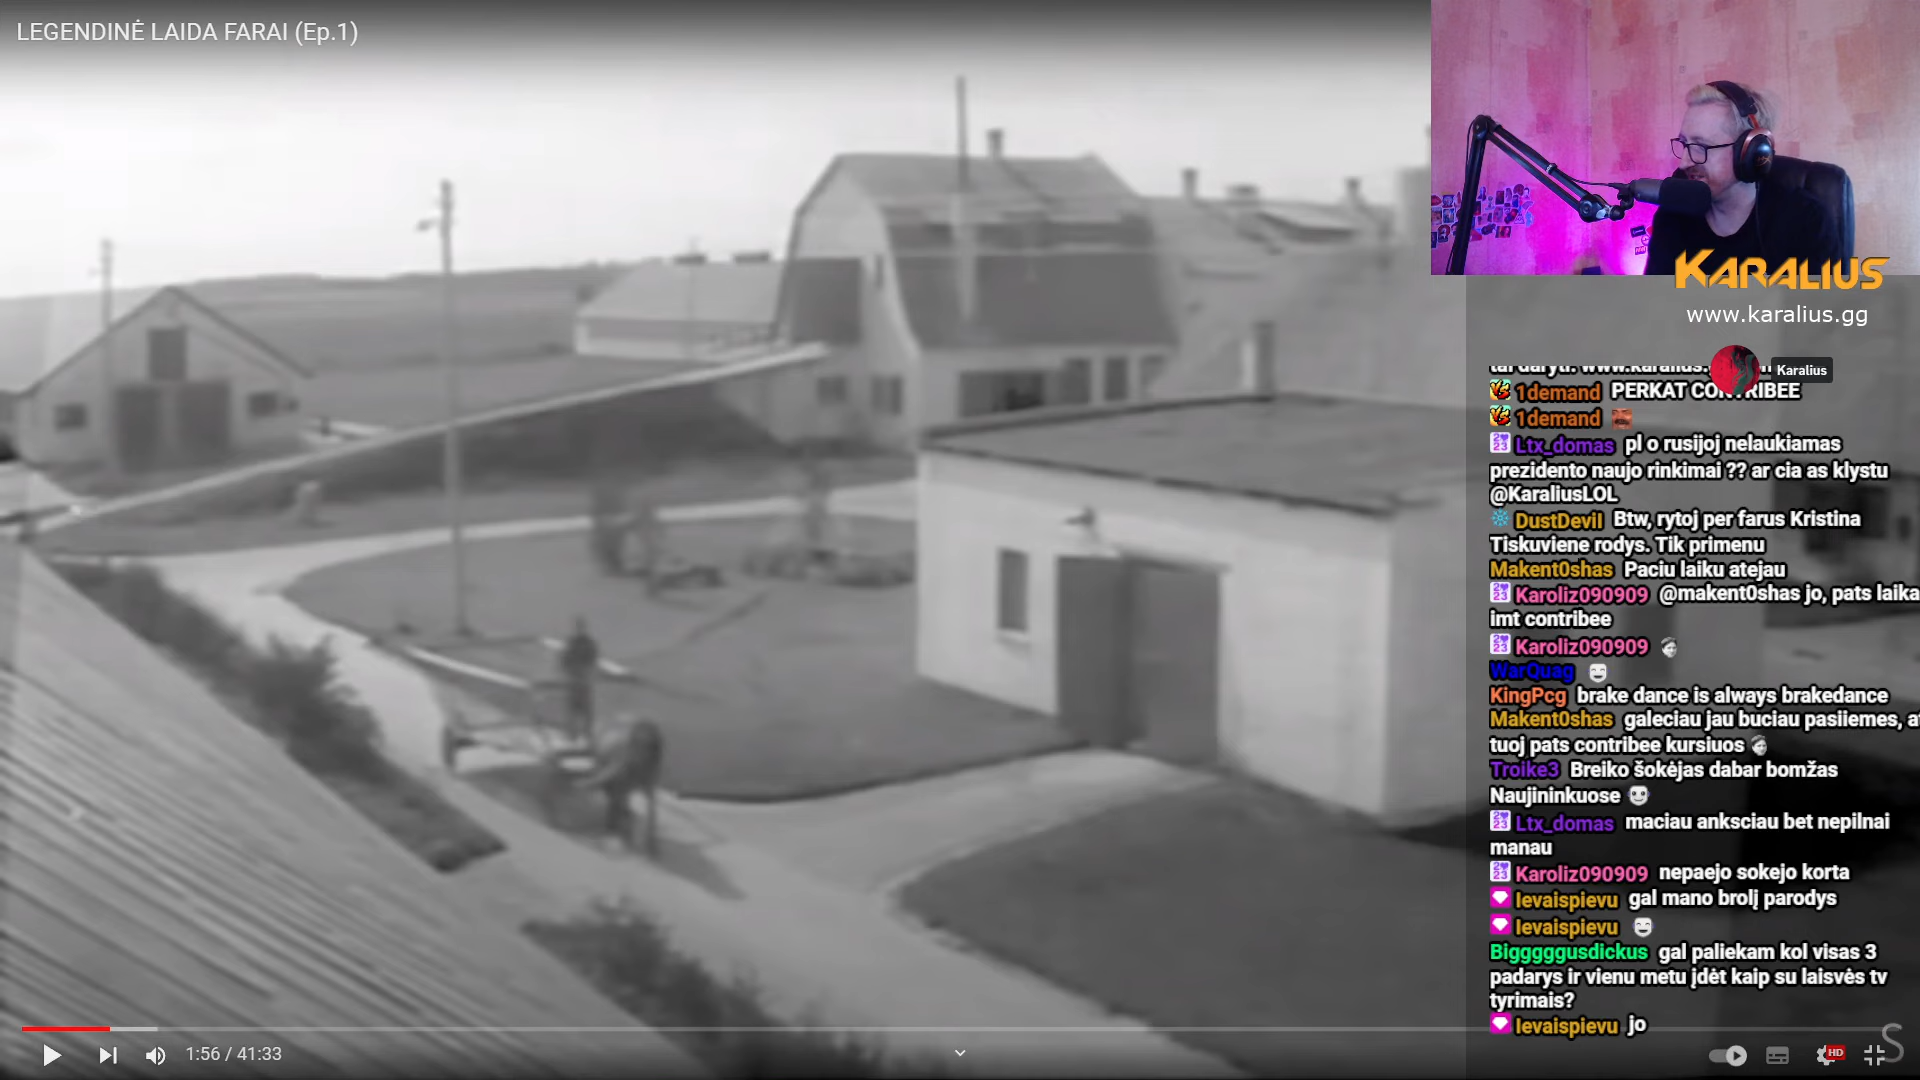 LEGENDINĖ LAIDA FARAI (Ep.1)
KARALIUS
www.karalius.gg
Karalius
1demand PERKAT
1demand
Ltx_domas pl o rusijoj nelaukiamas
prezidento naujo rinkimai ?? ar cia as klystu
@KaraliusLOL
DustDevil Btw, rytoj per farus Kristina
Tiskuviene rodys. Tik primenu
Makent0shas Paciu laiku atejau
Karoliz090909 @makent0shas jo, pats laika
imt contribee
Karoliz090909
WarQuag
KingPcg brake dance is always brakedance
Makent0shas galeciau jau buciau pasiiemes,
tuoj pats contribee kursiuos
Troike3 Breiko šokėjas dabar bomžas
Naujininkuose
Ltx_domas maciau anksciau bet nepilnai
manau
Karoliz090909 nepaejo sokejo korta
Ievaispievu gal mano brolį parodys
Ievaispievu
Bigggggusdickus gal paliekam kol visas 3
padarys ir vienu metu įdėt kaip su laisvės tv
tyrimais?
Ievaispievu jo
1:56 / 41:33
HD
S